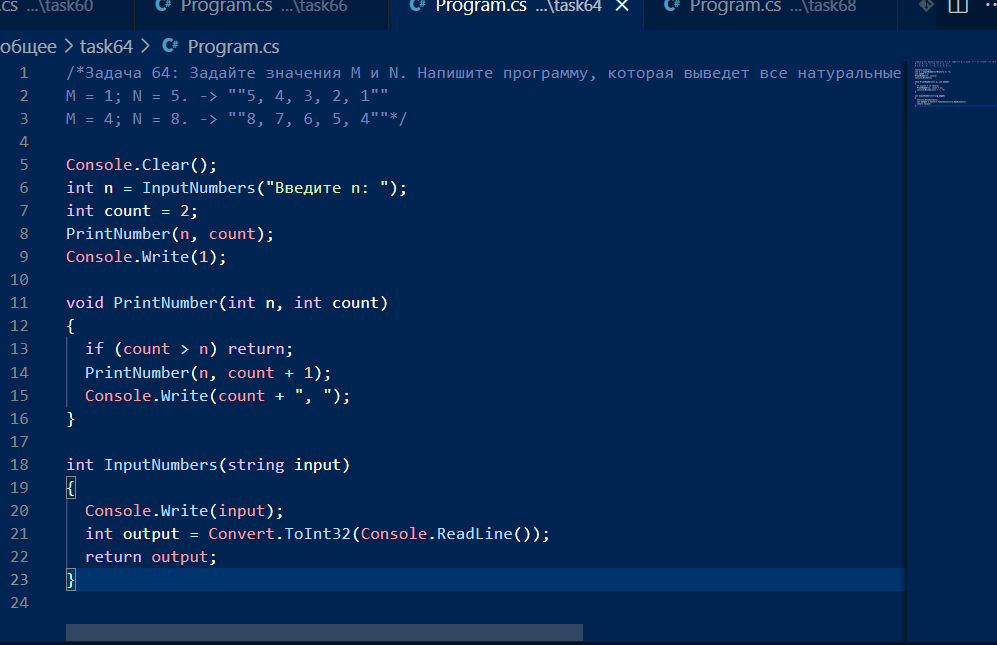 .cs ...\task60 C# Program.cs ...\task66 C# Program.cs ...\task64 × C# Program.cs ...\task68
общее > task64 > C# Program.cs
1 /*Задача 64: Задайте значения M и N. Напишите программу, которая выведет все натуральные
2 M = 1; N = 5. -> ""5, 4, 3, 2, 1""
3 M = 4; N = 8. -> ""8, 7, 6, 5, 4""*/
4
5 Console.Clear();
6 int n = InputNumbers("Введите n: ");
7 int count = 2;
8 PrintNumber(n, count);
9 Console.Write(1);
10
11 void PrintNumber(int n, int count)
12 {
13 if (count > n) return;
14 PrintNumber(n, count + 1);
15 Console.Write(count + ", ");
16 }
17
18 int InputNumbers(string input)
19 {
20 Console.Write(input);
21 int output = Convert.ToInt32(Console.ReadLine());
22 return output;
23 }
24